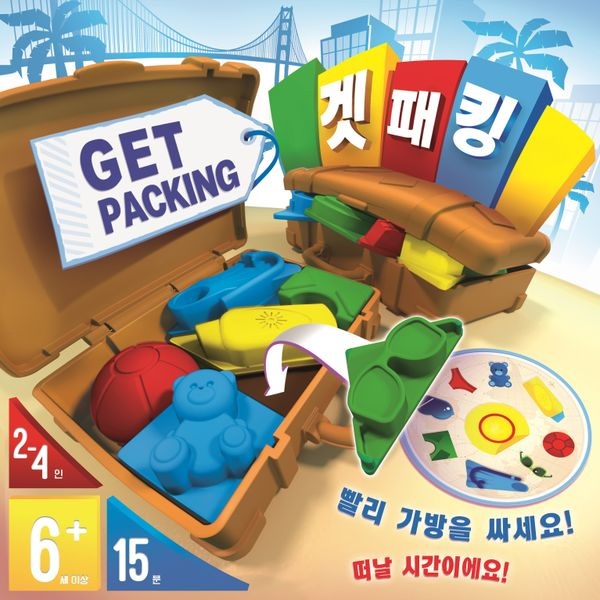 GET
PACKING
겟패킹
2-4인
6+
세 이상
15분
빨리 가방을 싸세요!
떠날 시간이에요!